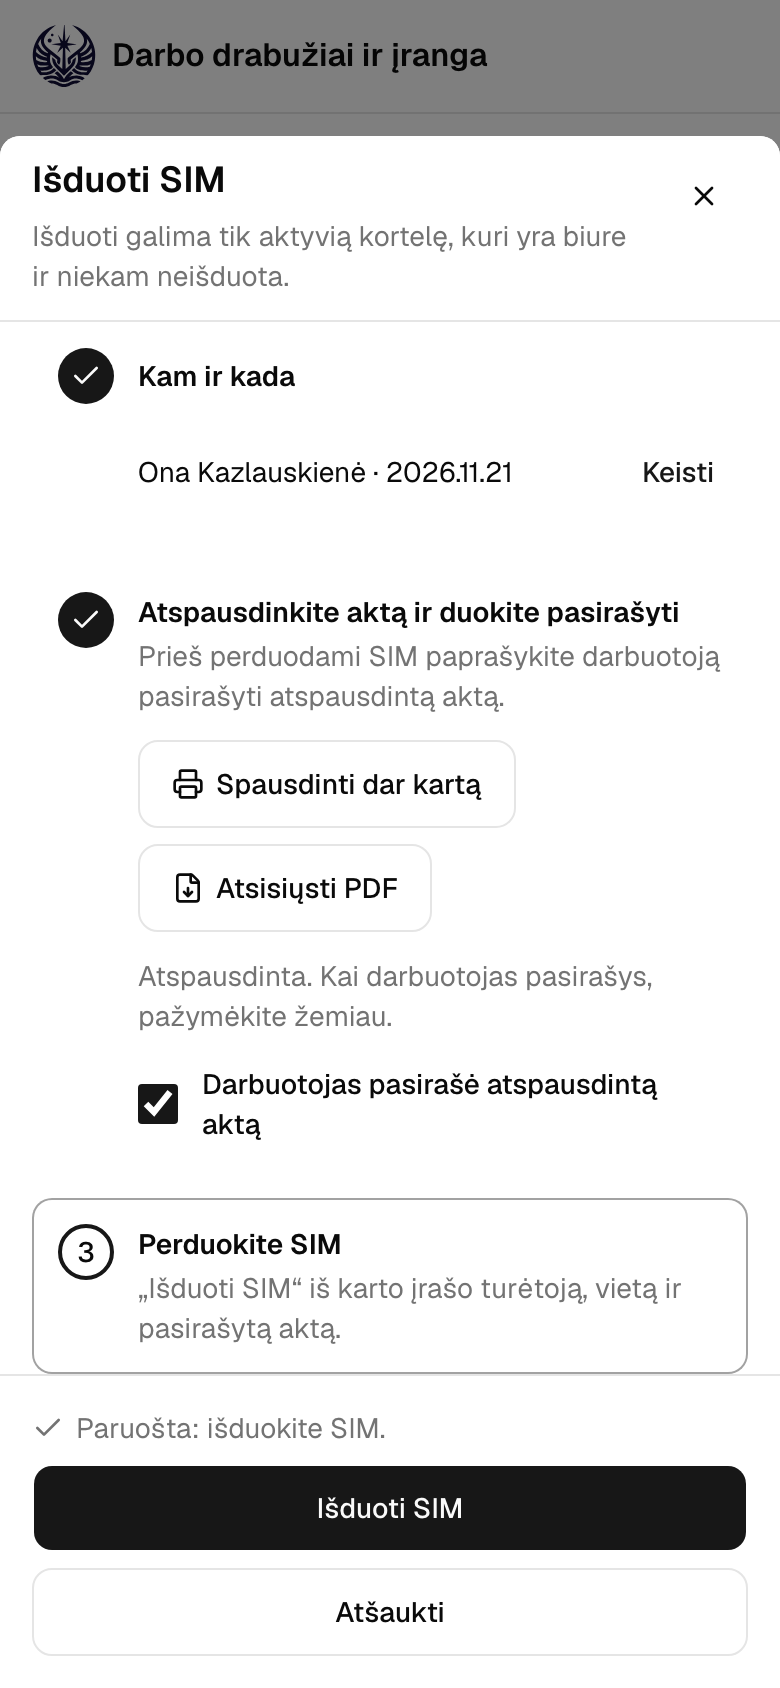 Darbo drabužiai ir įranga
Išduoti SIM
Išduoti galima tik aktyvią kortelę, kuri yra biure
ir niekam neišduota.
Kam ir kada
Ona Kazlauskienė · 2026.11.21
Keisti
Atspausdinkite aktą ir duokite pasirašyti
Prieš perduodami SIM paprašykite darbuotoją
pasirašyti atspausdintą aktą.
Spausdinti dar kartą
Atsisiųsti PDF
Atspausdinta. Kai darbuotojas pasirašys,
pažymėkite žemiau.
Darbuotojas pasirašė atspausdintą
aktą
3
Perduokite SIM
„Išduoti SIM“ iš karto įrašo turėtoją, vietą ir
pasirašytą aktą.
Paruošta: išduokite SIM.
Išduoti SIM
Atšaukti